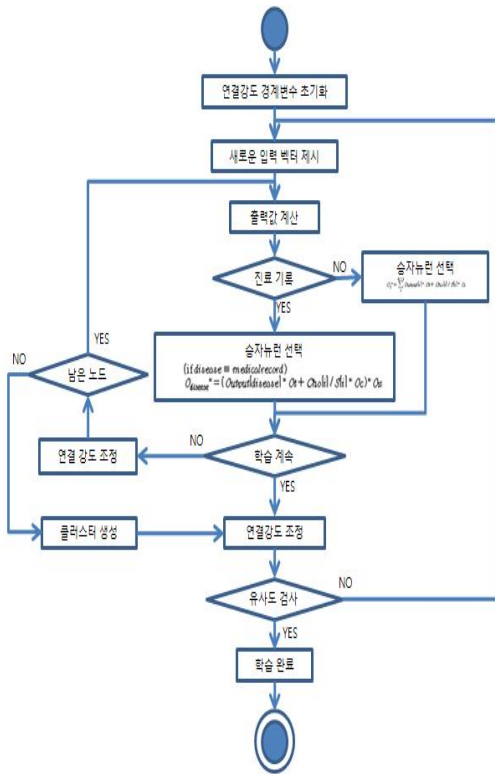 연결강도 경계변수 초기화
새로운 입력 벡터 제시
출력값 계산
진료 기록
NO
승자뉴런 선택
YES
승자뉴런 선택
(if disease ≡ medicalrecord)
YES
남은 노드
NO
연결 강도 조정
NO
학습 계속
YES
클러스터 생성
연결강도 조정
유사도 검사
NO
YES
학습 완료